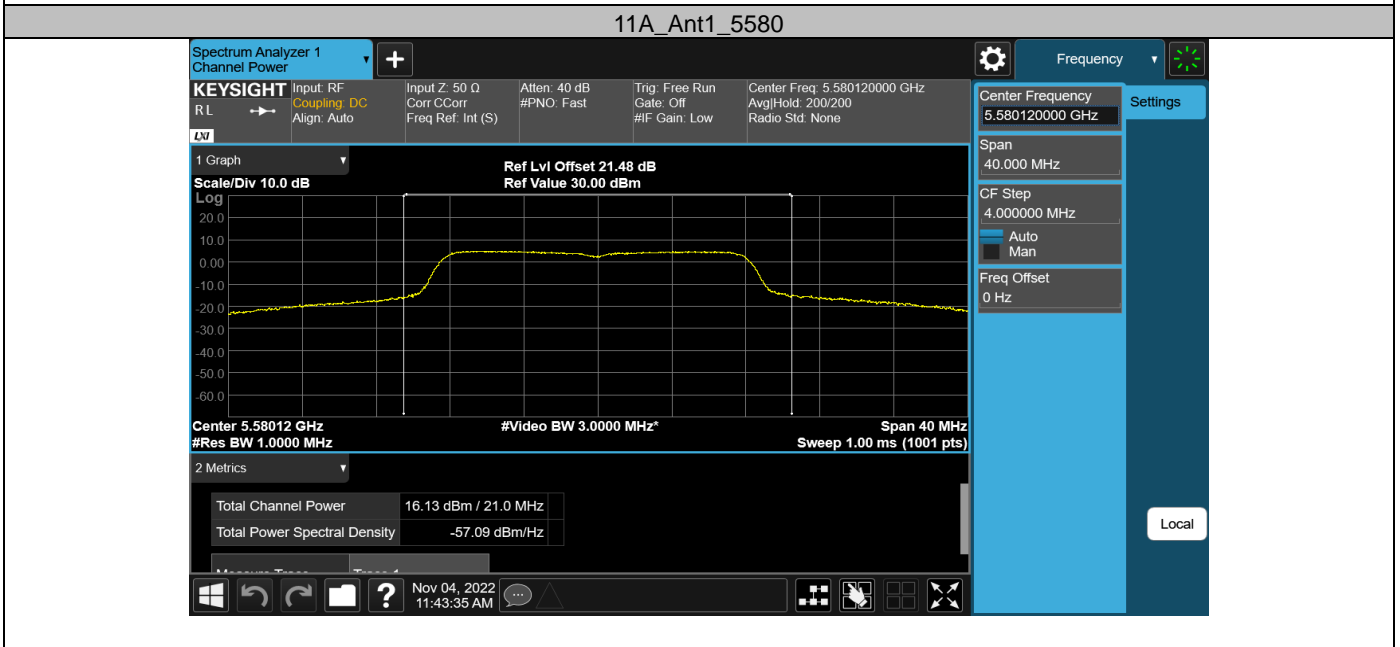 11A_Ant1_5580
Spectrum Analyzer 1
Channel Power
+
Frequency
KEYSIGHT
R L
LXI
Input: RF
Coupling: DC
Align: Auto
Input Z: 50 Ω
Corr CCorr
Freq Ref: Int (S)
Atten: 40 dB
#PNO: Fast
Trig: Free Run
Gate: Off
#IF Gain: Low
Center Freq: 5.580120000 GHz
Avg|Hold: 200/200
Radio Std: None
Center Frequency
5.580120000 GHz
Settings
Span
40.000 MHz
CF Step
4.000000 MHz
Auto
Man
Freq Offset
0 Hz
Local
1 Graph
Scale/Div 10.0 dB
Ref Lvl Offset 21.48 dB
Ref Value 30.00 dBm
Log
20.0
10.0
0.00
-10.0
-20.0
-30.0
-40.0
-50.0
-60.0
Center 5.58012 GHz
#Res BW 1.0000 MHz
#Video BW 3.0000 MHz*
Span 40 MHz
Sweep 1.00 ms (1001 pts)
2 Metrics
Total Channel Power 16.13 dBm / 21.0 MHz
Total Power Spectral Density -57.09 dBm/Hz
?
Nov 04, 2022
11:43:35 AM